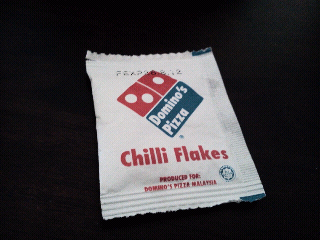 Domino's
Pizza
®
Chilli Flakes
PRODUCED FOR:
DOMINO'S PIZZA MALAYSIA